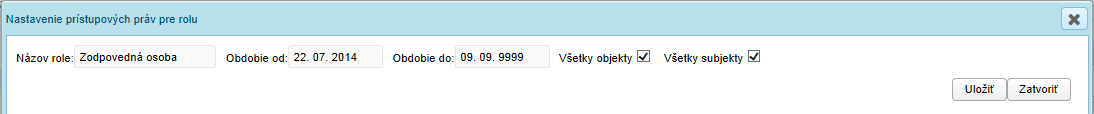 Nastavenie prístupových práv pre rolu
Názov role: Zodpovedná osoba Obdobie od: 22. 07. 2014 Obdobie do: 09. 09. 9999 Všetky objekty Všetky subjekty
Uložiť Zatvoriť